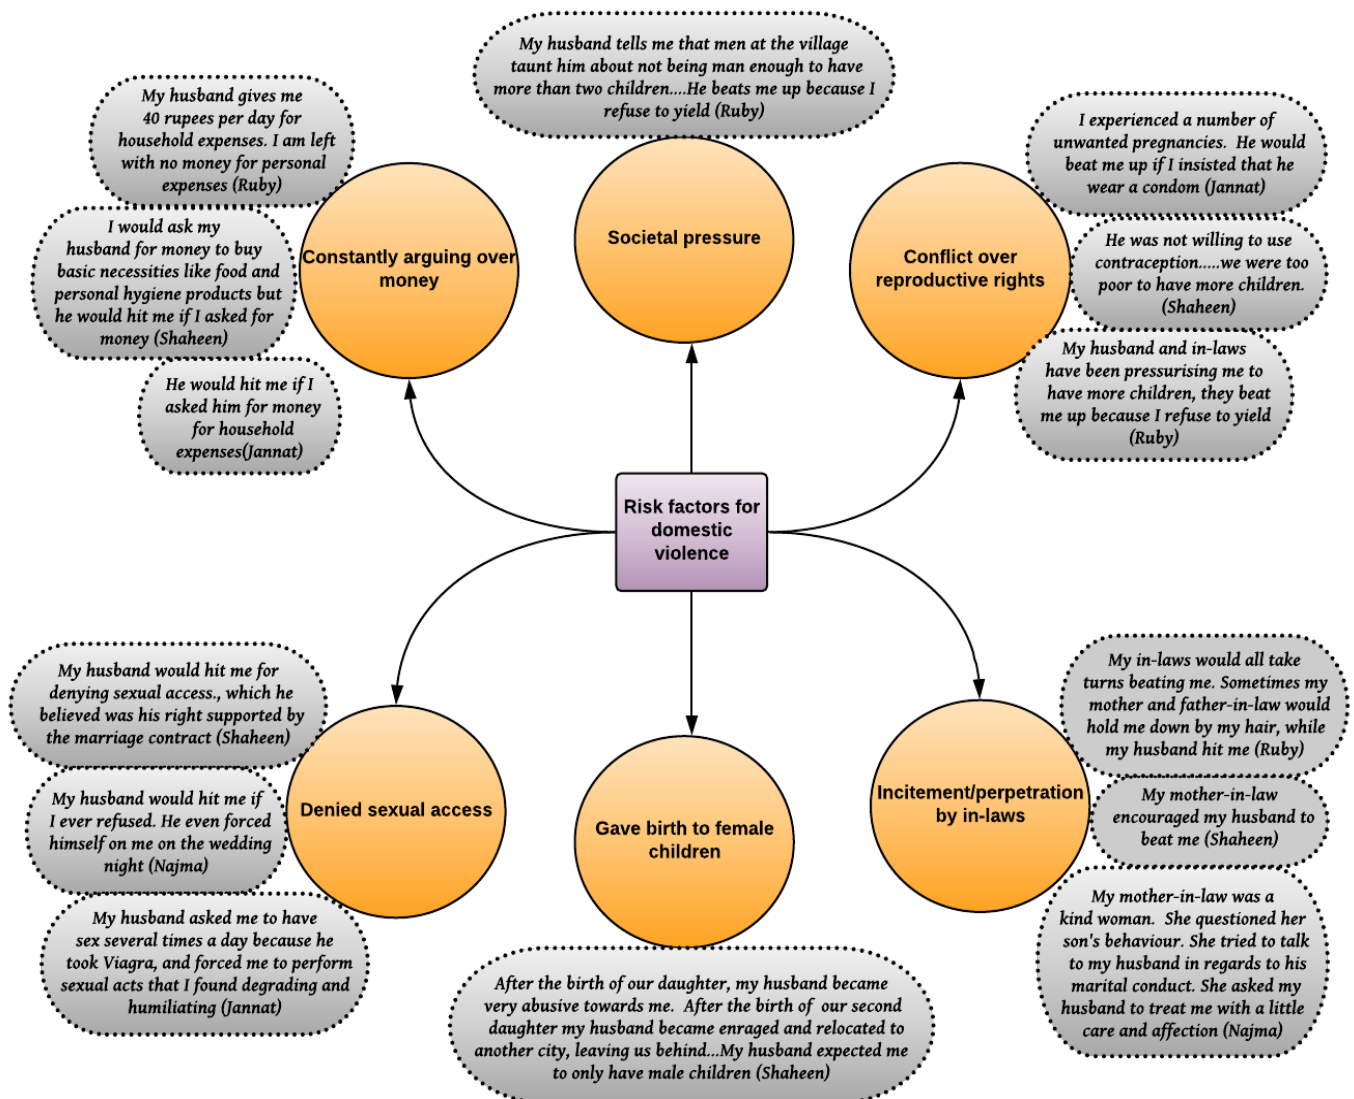 My husband tells me that men at the village
taunt him about not being man enough to have
more than two children....He beats me up because I
refuse to yield (Ruby)
My husband gives me
40 rupees per day for
household expenses. I am left
with no money for personal
expenses (Ruby)
I would ask my
husband for money to buy
basic necessities like food and
personal hygiene products but
he would hit me if I asked for
money (Shaheen)
He would hit me if I
asked him for money
for household
expenses(Jannat)
Constantly arguing over
money
Societal pressure
Conflict over
reproductive rights
I experienced a number of
unwanted pregnancies.  He would
beat me up if I insisted that he
wear a condom (Jannat)
He was not willing to use
contraception.....we were too
poor to have more children.
(Shaheen)
My husband and in-laws
have been pressurising me to
have more children, they beat
me up because I refuse to yield
(Ruby)
Risk factors for
domestic
violence
My husband would hit me for
denying sexual access., which he
believed was his right supported by
the marriage contract (Shaheen)
My husband would hit me if
I ever refused. He even forced
himself on me on the wedding
night (Najma)
My husband asked me to have
sex several times a day because he
took Viagra, and forced me to perform
sexual acts that I found degrading and
humiliating (Jannat)
Denied sexual access
Gave birth to female
children
After the birth of our daughter, my husband became
very abusive towards me.  After the birth of  our second
daughter my husband became enraged and relocated to
another city, leaving us behind...My husband expected me
to only have male children (Shaheen)
Incitement/perpetration
by in-laws
My in-laws would all take
turns beating me. Sometimes my
mother and father-in-law would
hold me down by my hair, while
my husband hit me (Ruby)
My mother-in-law
encouraged my husband to
beat me (Shaheen)
My mother-in-law was a
kind woman.  She questioned her
son's behaviour. She tried to talk
to my husband in regards to his
marital conduct. She asked my
husband to treat me with a little
care and affection (Najma)